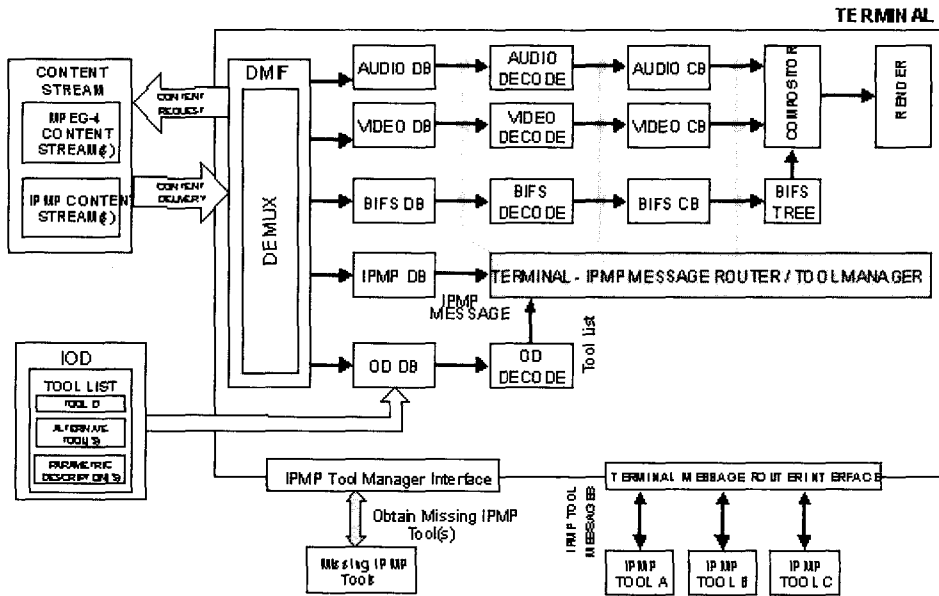 TERMINAL
CONTENT
STREAM
MPEG-4
CONTENT
STREAM(s)
IPMP CONTENT
STREAM(s)
CONTENT
REQUEST
CONTENT
DELIVERY
DMIF
DEMUX
AUDIO DB
AUDIO
DECODE
AUDIO CB
VIDEO DB
VIDEO
DECODE
VIDEO CB
COMPOSITOR
RENDER
BIFS DB
BIFS
DECODE
BIFS CB
BIFS
TREE
IPMP DB
TERMINAL - IPMP MESSAGE ROUTER / TOOL MANAGER
IPMP
MESSAGE
Tool List
OD DB
OD
DECODE
IOD
TOOL LIST
TOOL ID
ALTERNATE
TOOL(S)
PARAMETRIC
DESCRIPTION(S)
IPMP Tool Manager Interface
TERMINAL MESSAGE ROUTER INTERFACE
Obtain Missing IPMP
Tool(s)
IPMP TOOL
MESSAGES
Missing IPMP
Tools
IPMP
TOOL A
IPMP
TOOL B
IPMP
TOOL C